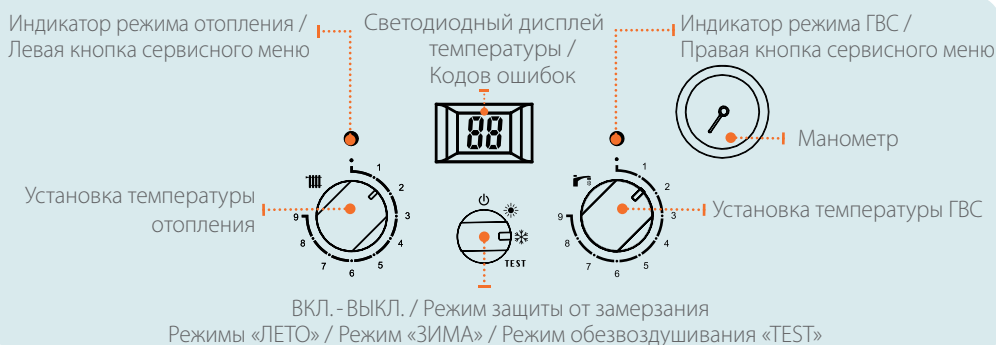 Индикатор режима отопления /
Левая кнопка сервисного меню
Светодиодный дисплей
температуры /
Кодов ошибок
Индикатор режима ГВС /
Правая кнопка сервисного меню
88
Манометр
Установка температуры
отопления
1
2
3
4
5
6
7
8
9
TEST
1
2
3
4
5
6
7
8
9
Установка температуры ГВС
ВКЛ. - ВЫКЛ. / Режим защиты от замерзания
Режимы «ЛЕТО» / Режим «ЗИМА» / Режим обезвоздушивания «TEST»